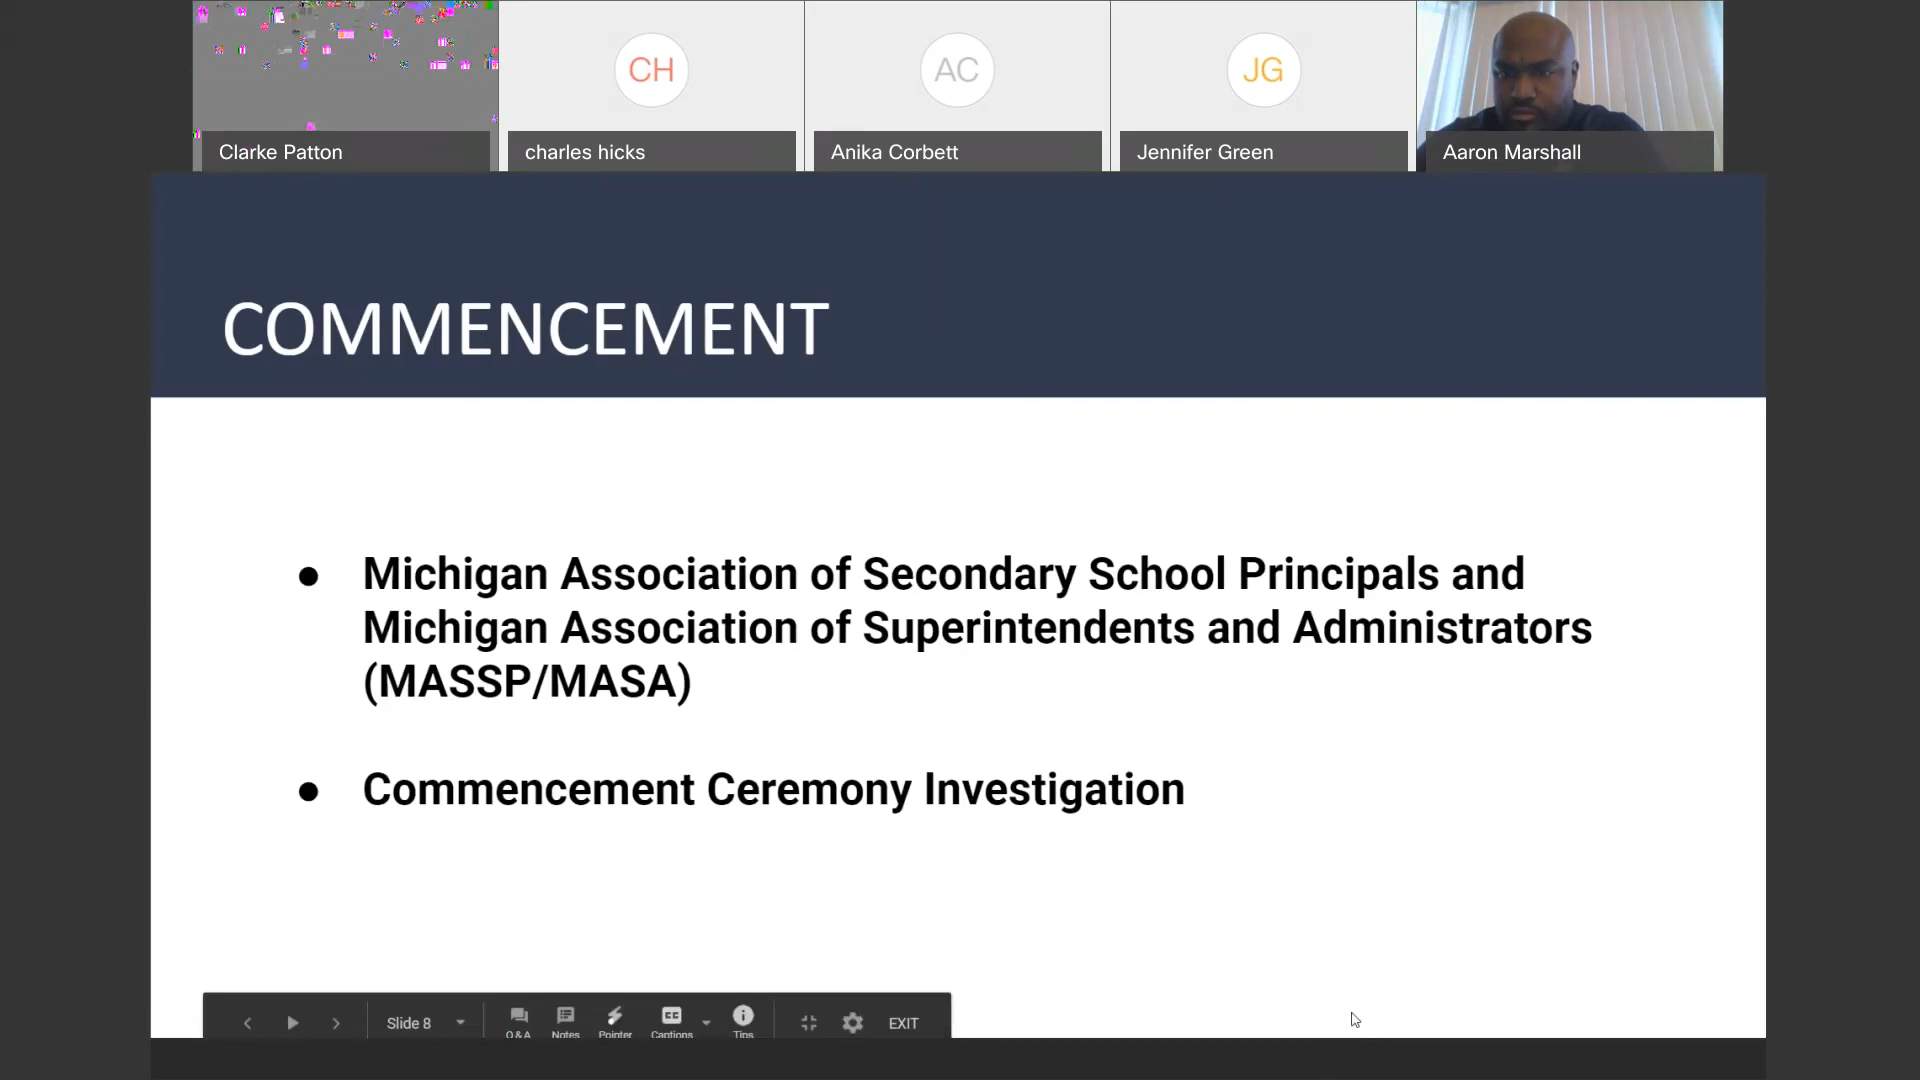 CH
AC
JG
Clarke Patton
charles hicks
Anika Corbett
Jennifer Green
Aaron Marshall
COMMENCEMENT
● Michigan Association of Secondary School Principals and
Michigan Association of Superintendents and Administrators
(MASSP/MASA)
● Commencement Ceremony Investigation
Slide 8
Q & A
Notes
Pointer
CC
Captions
Tips
EXIT